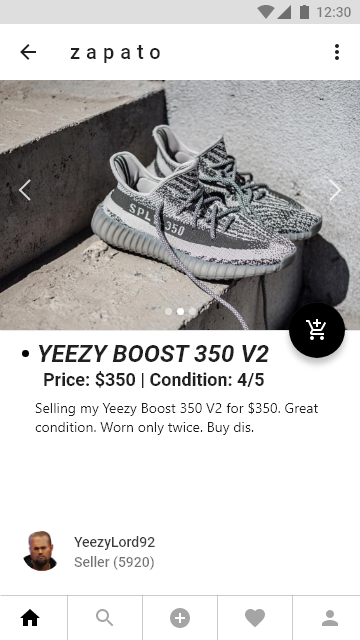 12:30
zapato
SPLY 350
• YEEZY BOOST 350 V2
Price: $350 | Condition: 4/5
Selling my Yeezy Boost 350 V2 for $350. Great
condition. Worn only twice. Buy dis.
YeezyLord92
Seller (5920)